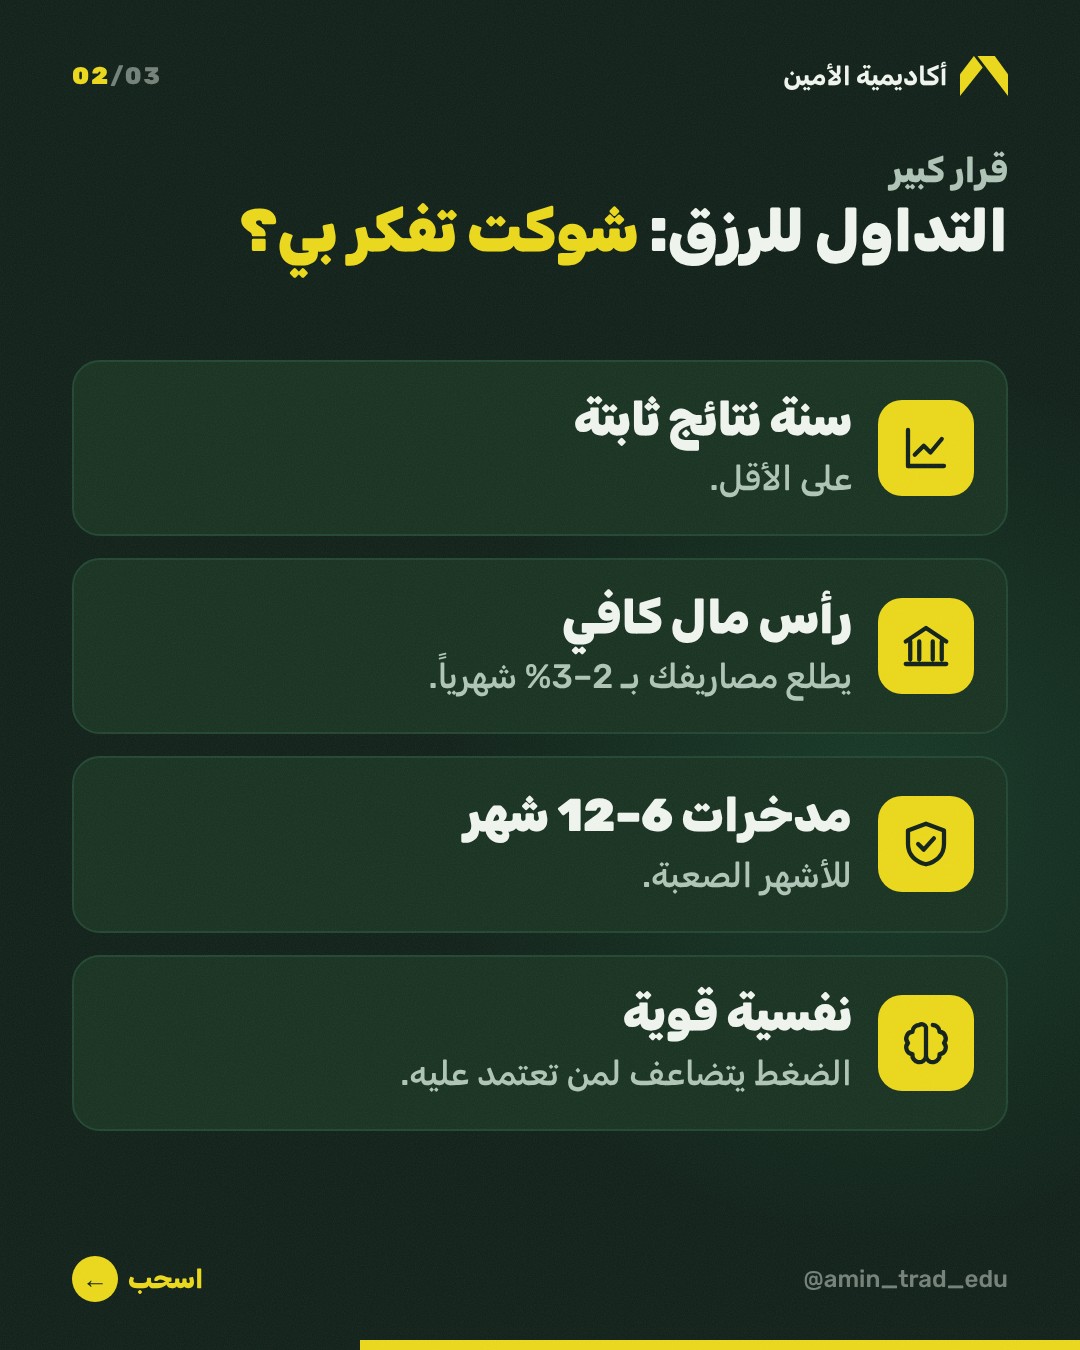 أكاديمية الأمين
02/03
قرار كبير
التداول للرزق: شوكت تفكر بي؟
سنة نتائج ثابتة
على الأقل.
رأس مال كافي
يطلع مصاريفك بـ 2–3% شهرياً.
مدخرات 6–12 شهر
للأشهر الصعبة.
نفسية قوية
الضغط يتضاعف لمن تعتمد عليه.
@amin_trad_edu
اسحب ←